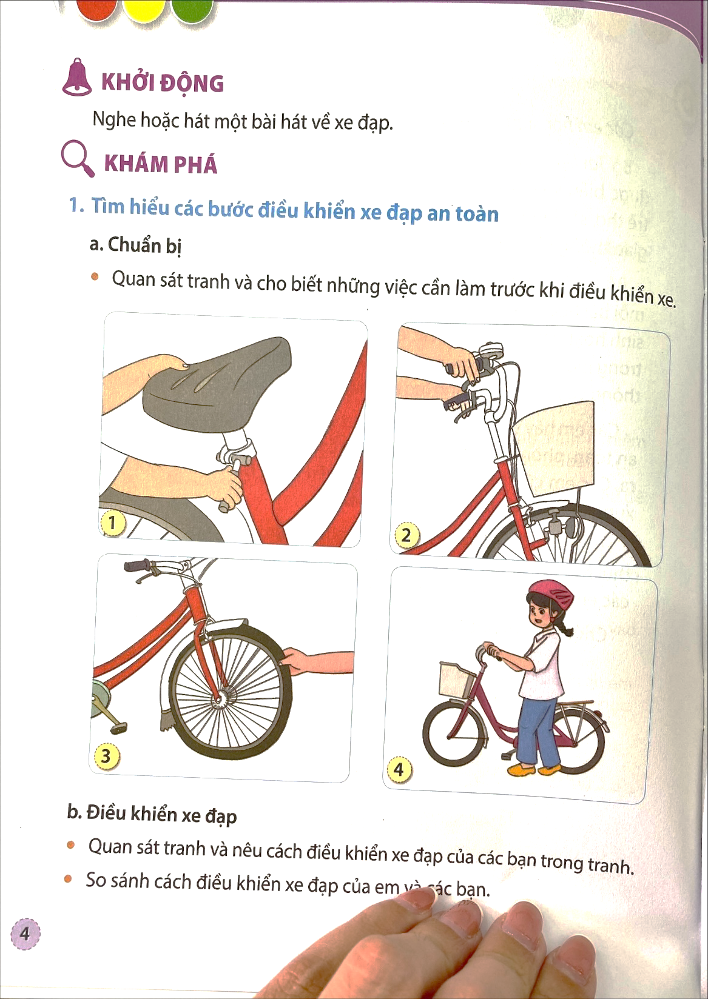 KHỞI ĐỘNG
Nghe hoặc hát một bài hát về xe đạp.
KHÁM PHÁ
1. Tìm hiểu các bước điều khiển xe đạp an toàn
a. Chuẩn bị
• Quan sát tranh và cho biết những việc cần làm trước khi điều khiển xe.
1
2
3
4
b. Điều khiển xe đạp
• Quan sát tranh và nêu cách điều khiển xe đạp của các bạn trong tranh.
• So sánh cách điều khiển xe đạp của em và các bạn.
4